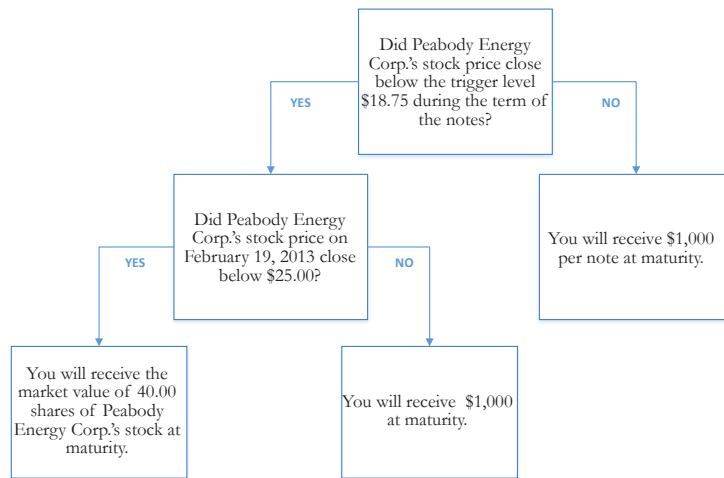 Did Peabody Energy
Corp.'s stock price close
below the trigger level
$18.75 during the term of
the notes?
YES
NO
Did Peabody Energy
Corp.'s stock price on
February 19, 2013 close
below $25.00?
You will receive $1,000
per note at maturity.
YES
NO
You will receive the
market value of 40.00
shares of Peabody
Energy Corp.'s stock at
maturity.
You will receive $1,000
at maturity.